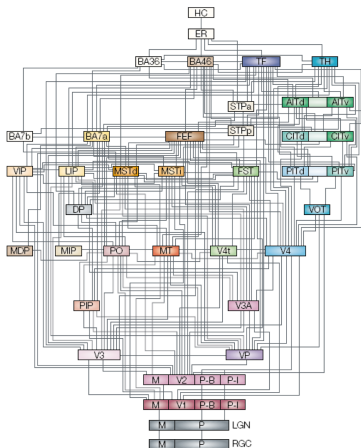 HC
ER
BA36 BA46 TF TH
STPa AITd AITv
BA7b BA7a FEF STPp CITd CITv
VIP LIP MSTd MSTi FST PITd PITv
DP VOT
MDP MIP PO MT V4t V4
PIP V3A
V3 VP
M V2 P-B P-I
M V1 P-B P-I
M P LGN
M P RGC